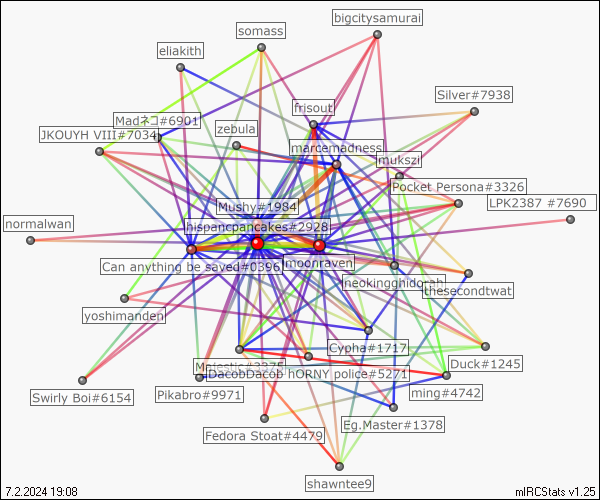 bigcitysamurai
somass
eliakith
Silver#7938
frisout
Madネコ#6901
zebula
JKOUYH VIII#7034
marcemadness
mukszi
Pocket Persona#3326
LPK2387 #7690
Mushy#1984
normalwan
hispancpancakes#2928
Can anything be saved#0396
moonraven
neokingghidorah
thesecondtwat
yoshimanden
Cypha#1717
Duck#1245
Majestic#3375
DacobDacob hORNY police#5271
Pikabro#9971
ming#4742
Swirly Boi#6154
Eg.Master#1378
Fedora Stoat#4479
shawntee9
7.2.2024 19:08
mIRCStats v1.25